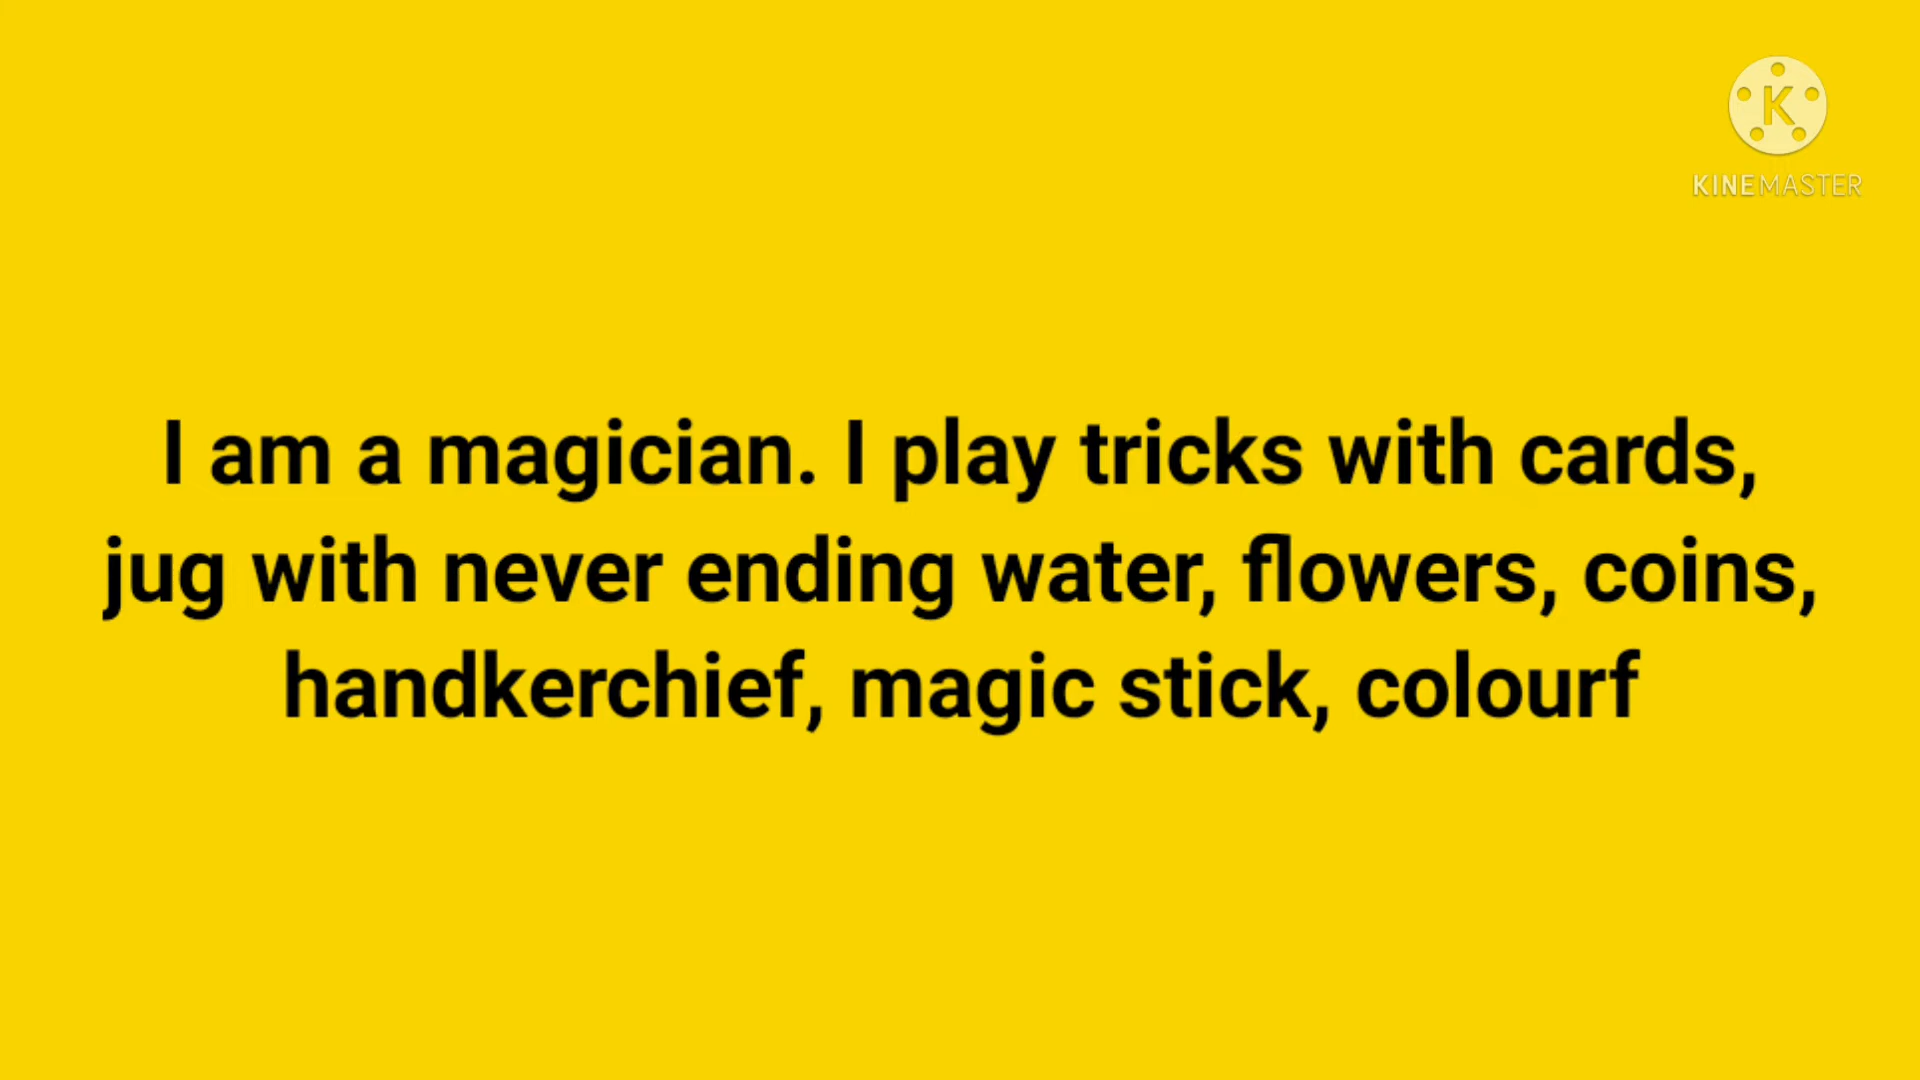 K
KINEMASTER
I am a magician. I play tricks with cards,
jug with never ending water, flowers, coins,
handkerchief, magic stick, colourf